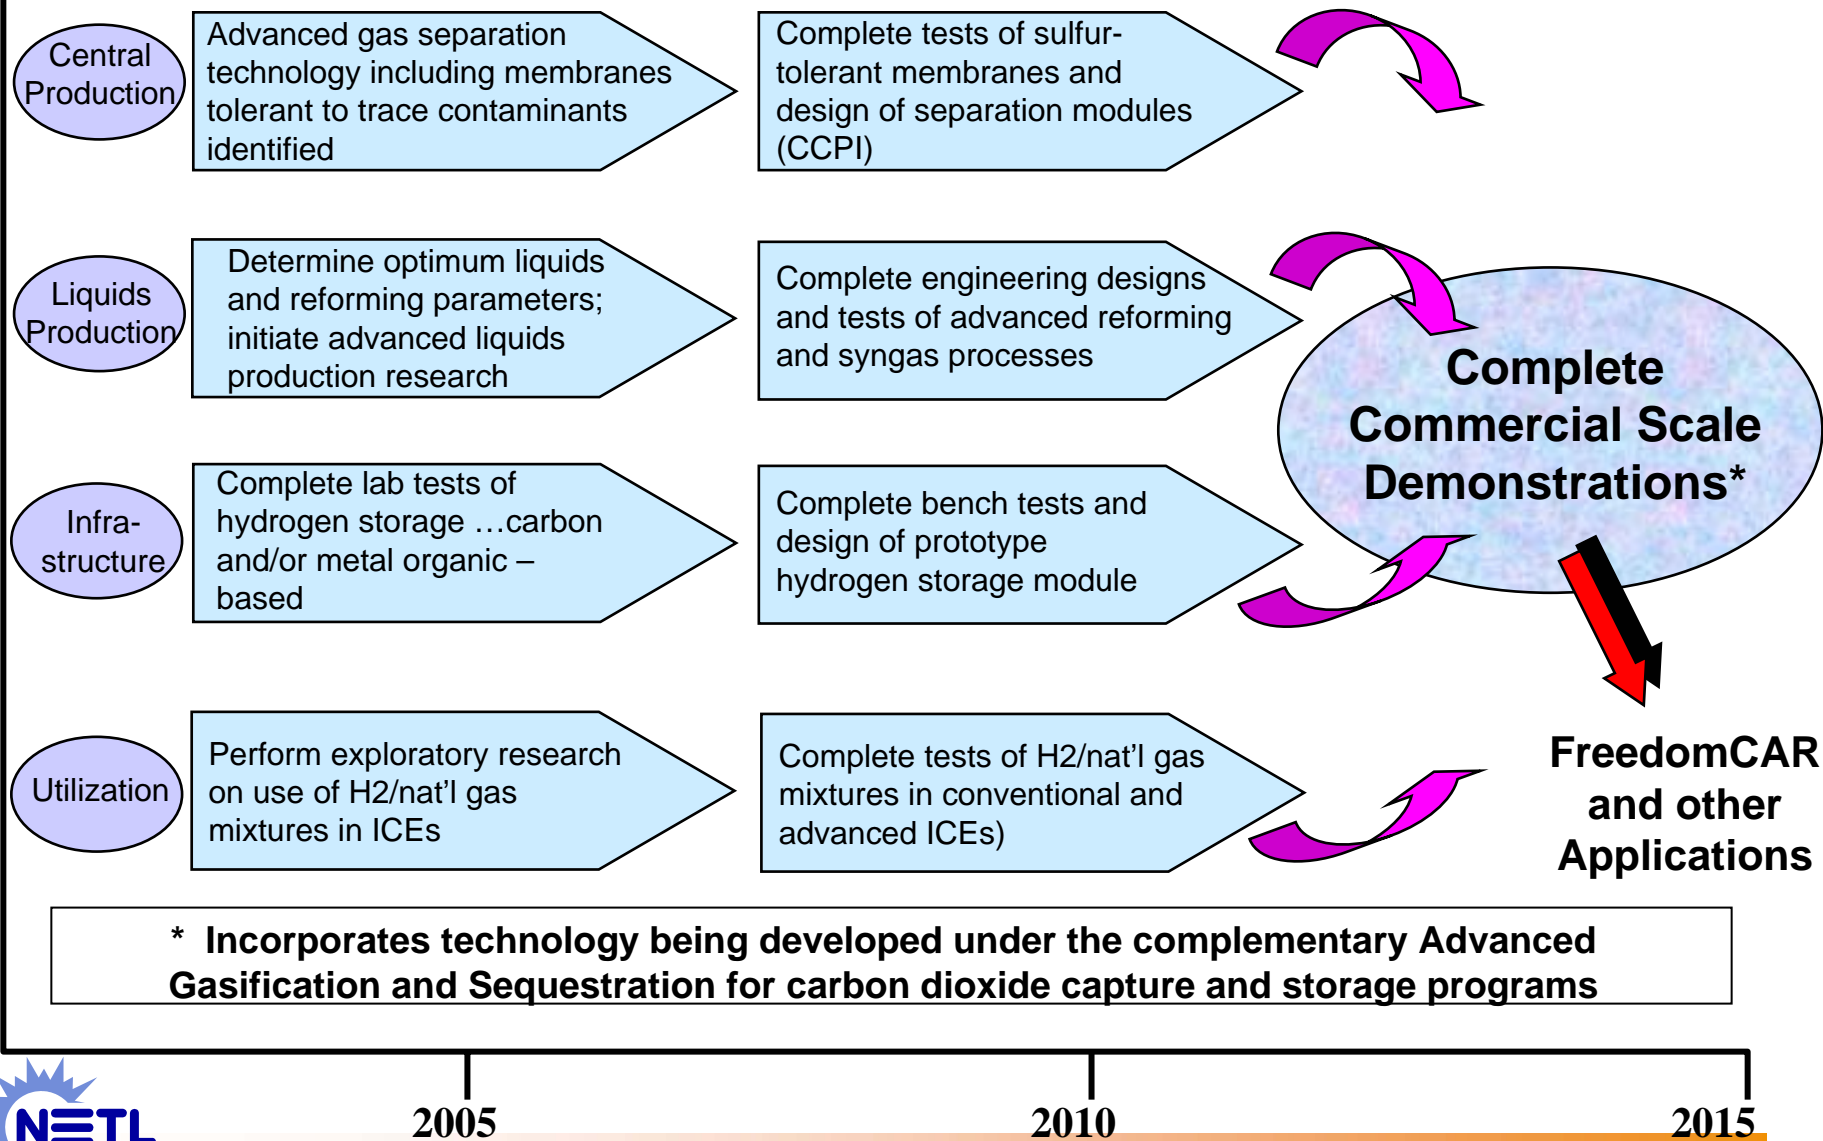 Central
Production
Advanced gas separation
technology including membranes
tolerant to trace contaminants
identified
Complete tests of sulfur-
tolerant membranes and
design of separation modules
(CCPI)
Liquids
Production
Determine optimum liquids
and reforming parameters;
initiate advanced liquids
production research
Complete engineering designs
and tests of advanced reforming
and syngas processes
Complete
Commercial Scale
Demonstrations*
Infra-
structure
Complete lab tests of
hydrogen storage …carbon
and/or metal organic –
based
Complete bench tests and
design of prototype
hydrogen storage module
Utilization
Perform exploratory research
on use of H2/nat'l gas
mixtures in ICEs
Complete tests of H2/nat'l gas
mixtures in conventional and
advanced ICEs)
FreedomCAR
and other
Applications
* Incorporates technology being developed under the complementary Advanced
Gasification and Sequestration for carbon dioxide capture and storage programs
2005
2010
2015
NETL